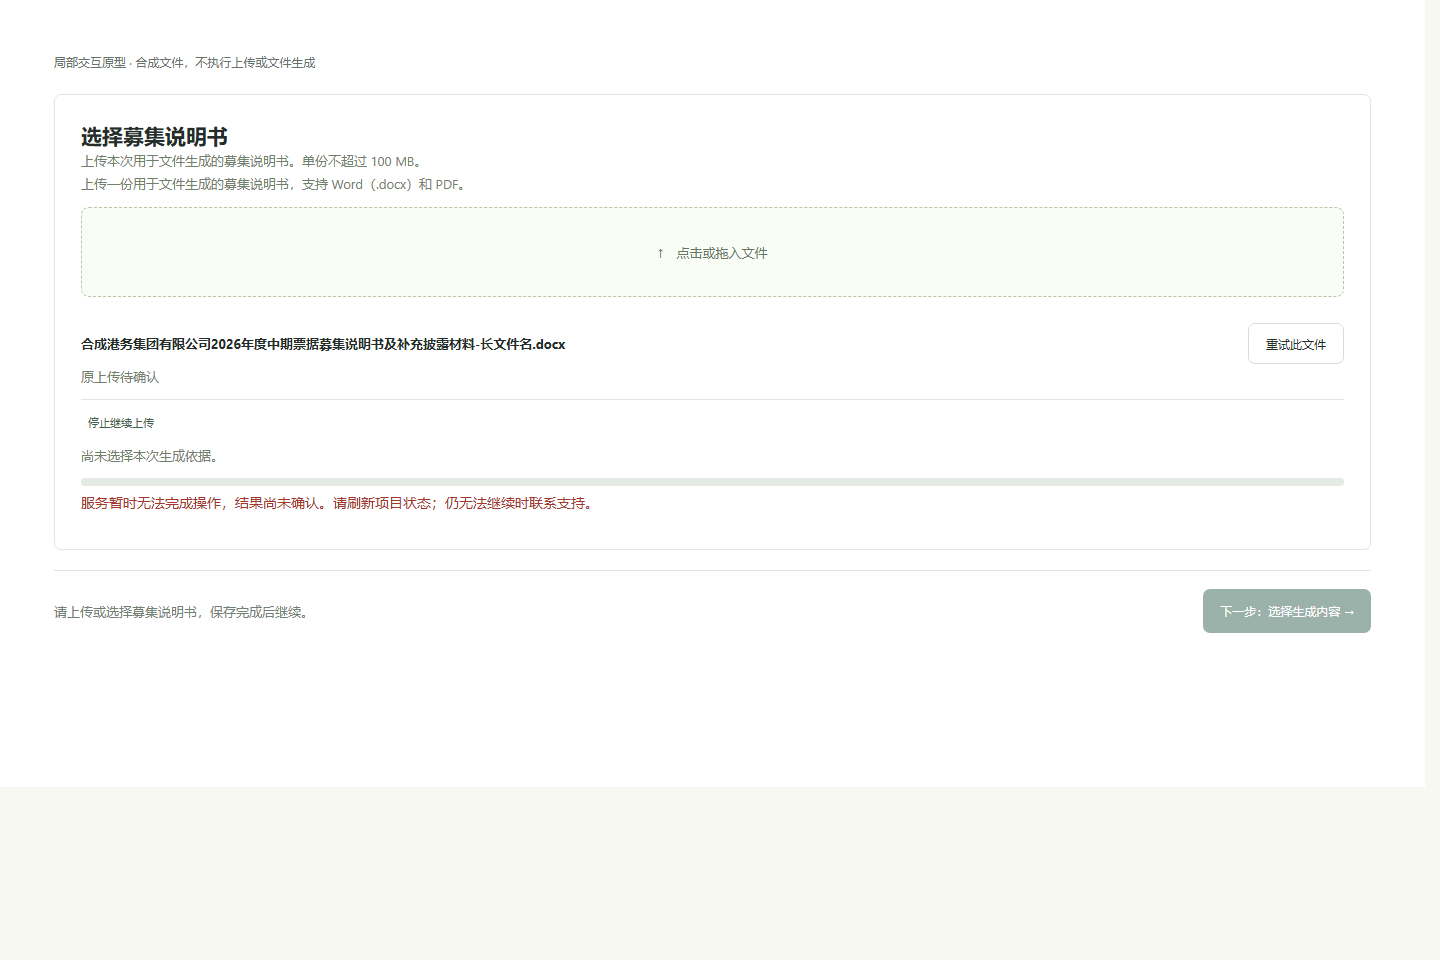 局部交互原型 · 合成文件，不执行上传或文件生成
选择募集说明书
上传本次用于文件生成的募集说明书。单份不超过 100 MB。
上传一份用于文件生成的募集说明书，支持 Word（.docx）和 PDF。
↑ 点击或拖入文件
合成港务集团有限公司2026年度中期票据募集说明书及补充披露材料-长文件名.docx
重试此文件
原上传待确认
停止继续上传
尚未选择本次生成依据。
服务暂时无法完成操作，结果尚未确认。请刷新项目状态；仍无法继续时联系支持。
请上传或选择募集说明书，保存完成后继续。
下一步：选择生成内容 →